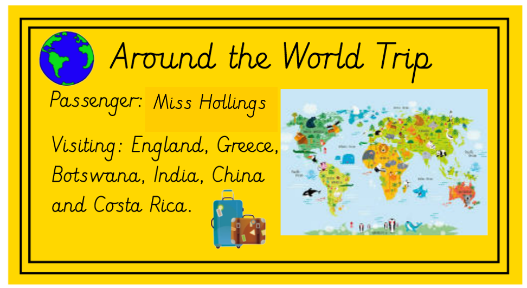 Around the World Trip
Passenger: Miss Hollings
Visiting: England, Greece,
Botswana, India, China
and Costa Rica.